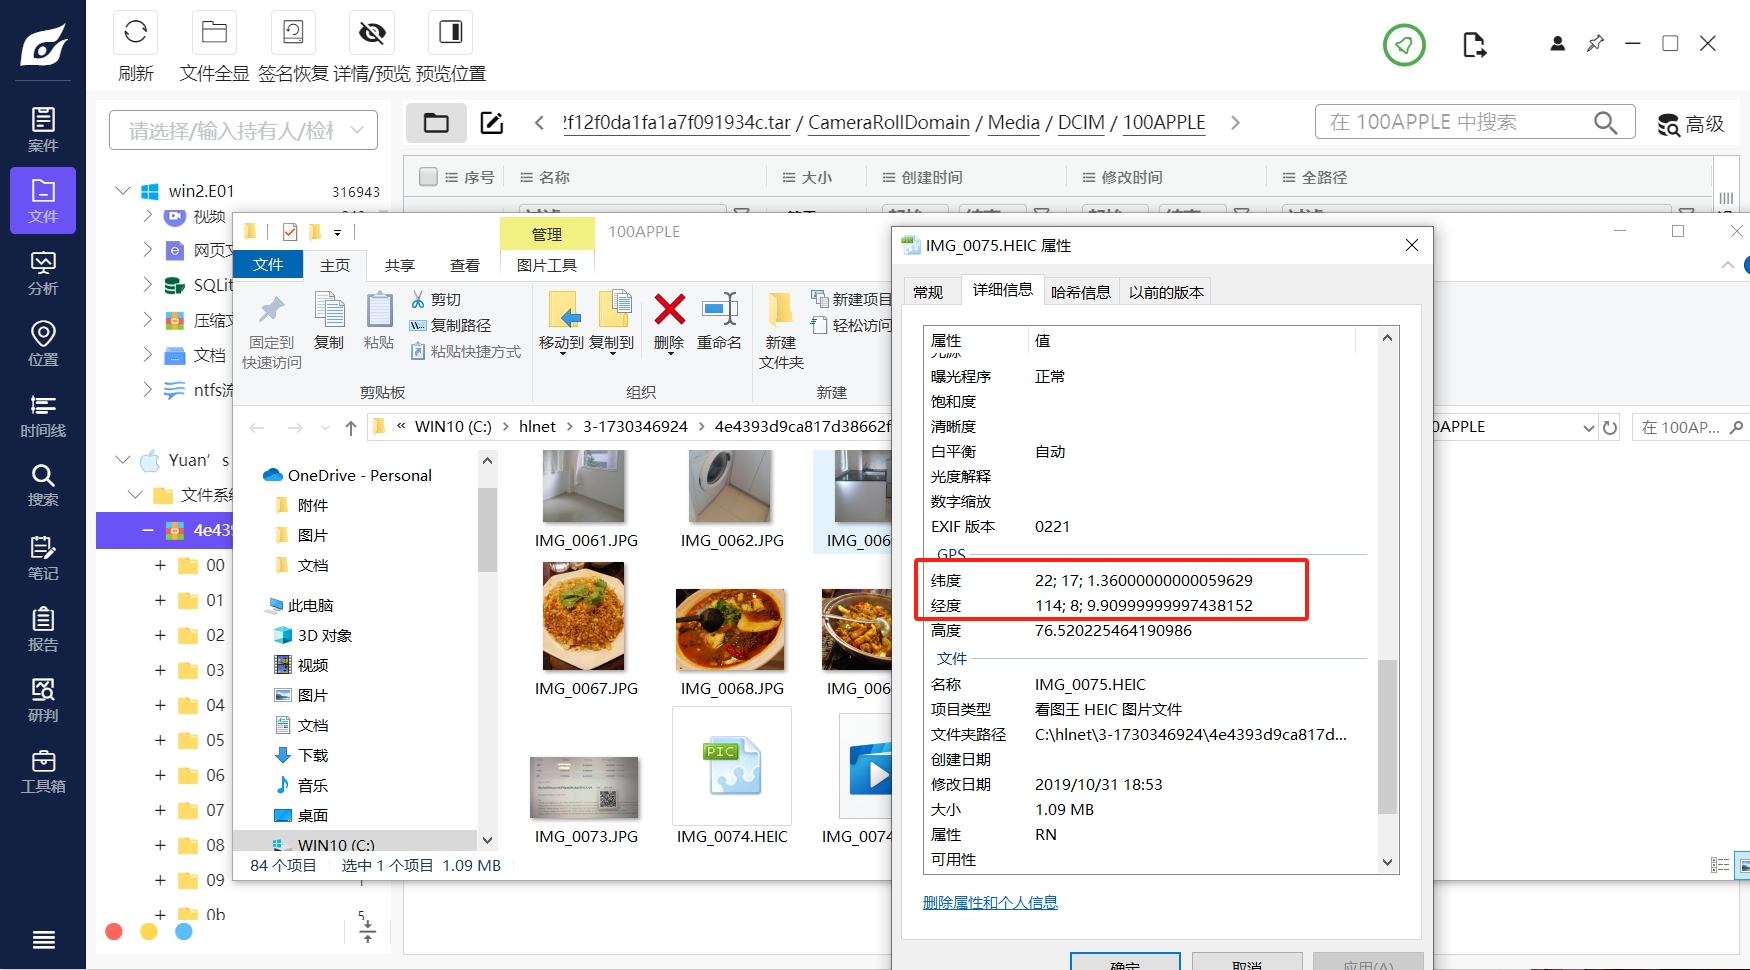 刷新
文件全显
签名恢复
详情/预览
预览位置
案件
文件
分析
位置
时间线
搜索
笔记
报告
研判
工具箱
请选择/输入持有人/检材
win2.E01 316943
视频
网页文
SQLit
压缩文
文档
ntfs流
Yuan's
文件系统
4e439
00
01
02
03
04
05
06
07
08
09
0b
5
2f12f0da1fa1a7f091934c.tar / CameraRollDomain / Media / DCIM / 100APPLE
在 100APPLE 中搜索
高级
序号 名称 大小 创建时间 修改时间 全路径
管理 100APPLE
文件 主页 共享 查看 图片工具
固定到
快速访问
复制
粘贴
剪切
复制路径
粘贴快捷方式
剪贴板
移动到
复制到
删除
重命名
组织
新建
文件夹
新建项目
轻松访问
新建
« WIN10 (C:) › hlnet › 3-1730346924 › 4e4393d9ca817d38662f
0APPLE
在 100AP...
OneDrive - Personal
附件
图片
文档
此电脑
3D 对象
视频
图片
文档
下载
音乐
桌面
WIN10 (C:)
IMG_0061.JPG
IMG_0062.JPG
IMG_006
IMG_0067.JPG
IMG_0068.JPG
IMG_006
IMG_0073.JPG
PIC
IMG_0074.HEIC
IMG_0074
84 个项目 选中 1 个项目 1.09 MB
IMG_0075.HEIC 属性
常规 详细信息 哈希信息 以前的版本
属性 值
光源
曝光程序 正常
饱和度
清晰度
白平衡 自动
光度解释
数字缩放
EXIF 版本 0221
GPS
纬度 22; 17; 1.36000000000059629
经度 114; 8; 9.90999999997438152
高度 76.520225464190986
文件
名称 IMG_0075.HEIC
项目类型 看图王 HEIC 图片文件
文件夹路径 C:\hlnet\3-1730346924\4e4393d9ca817d...
创建日期
修改日期 2019/10/31 18:53
大小 1.09 MB
属性 RN
可用性
删除属性和个人信息
确定 取消 应用(A)